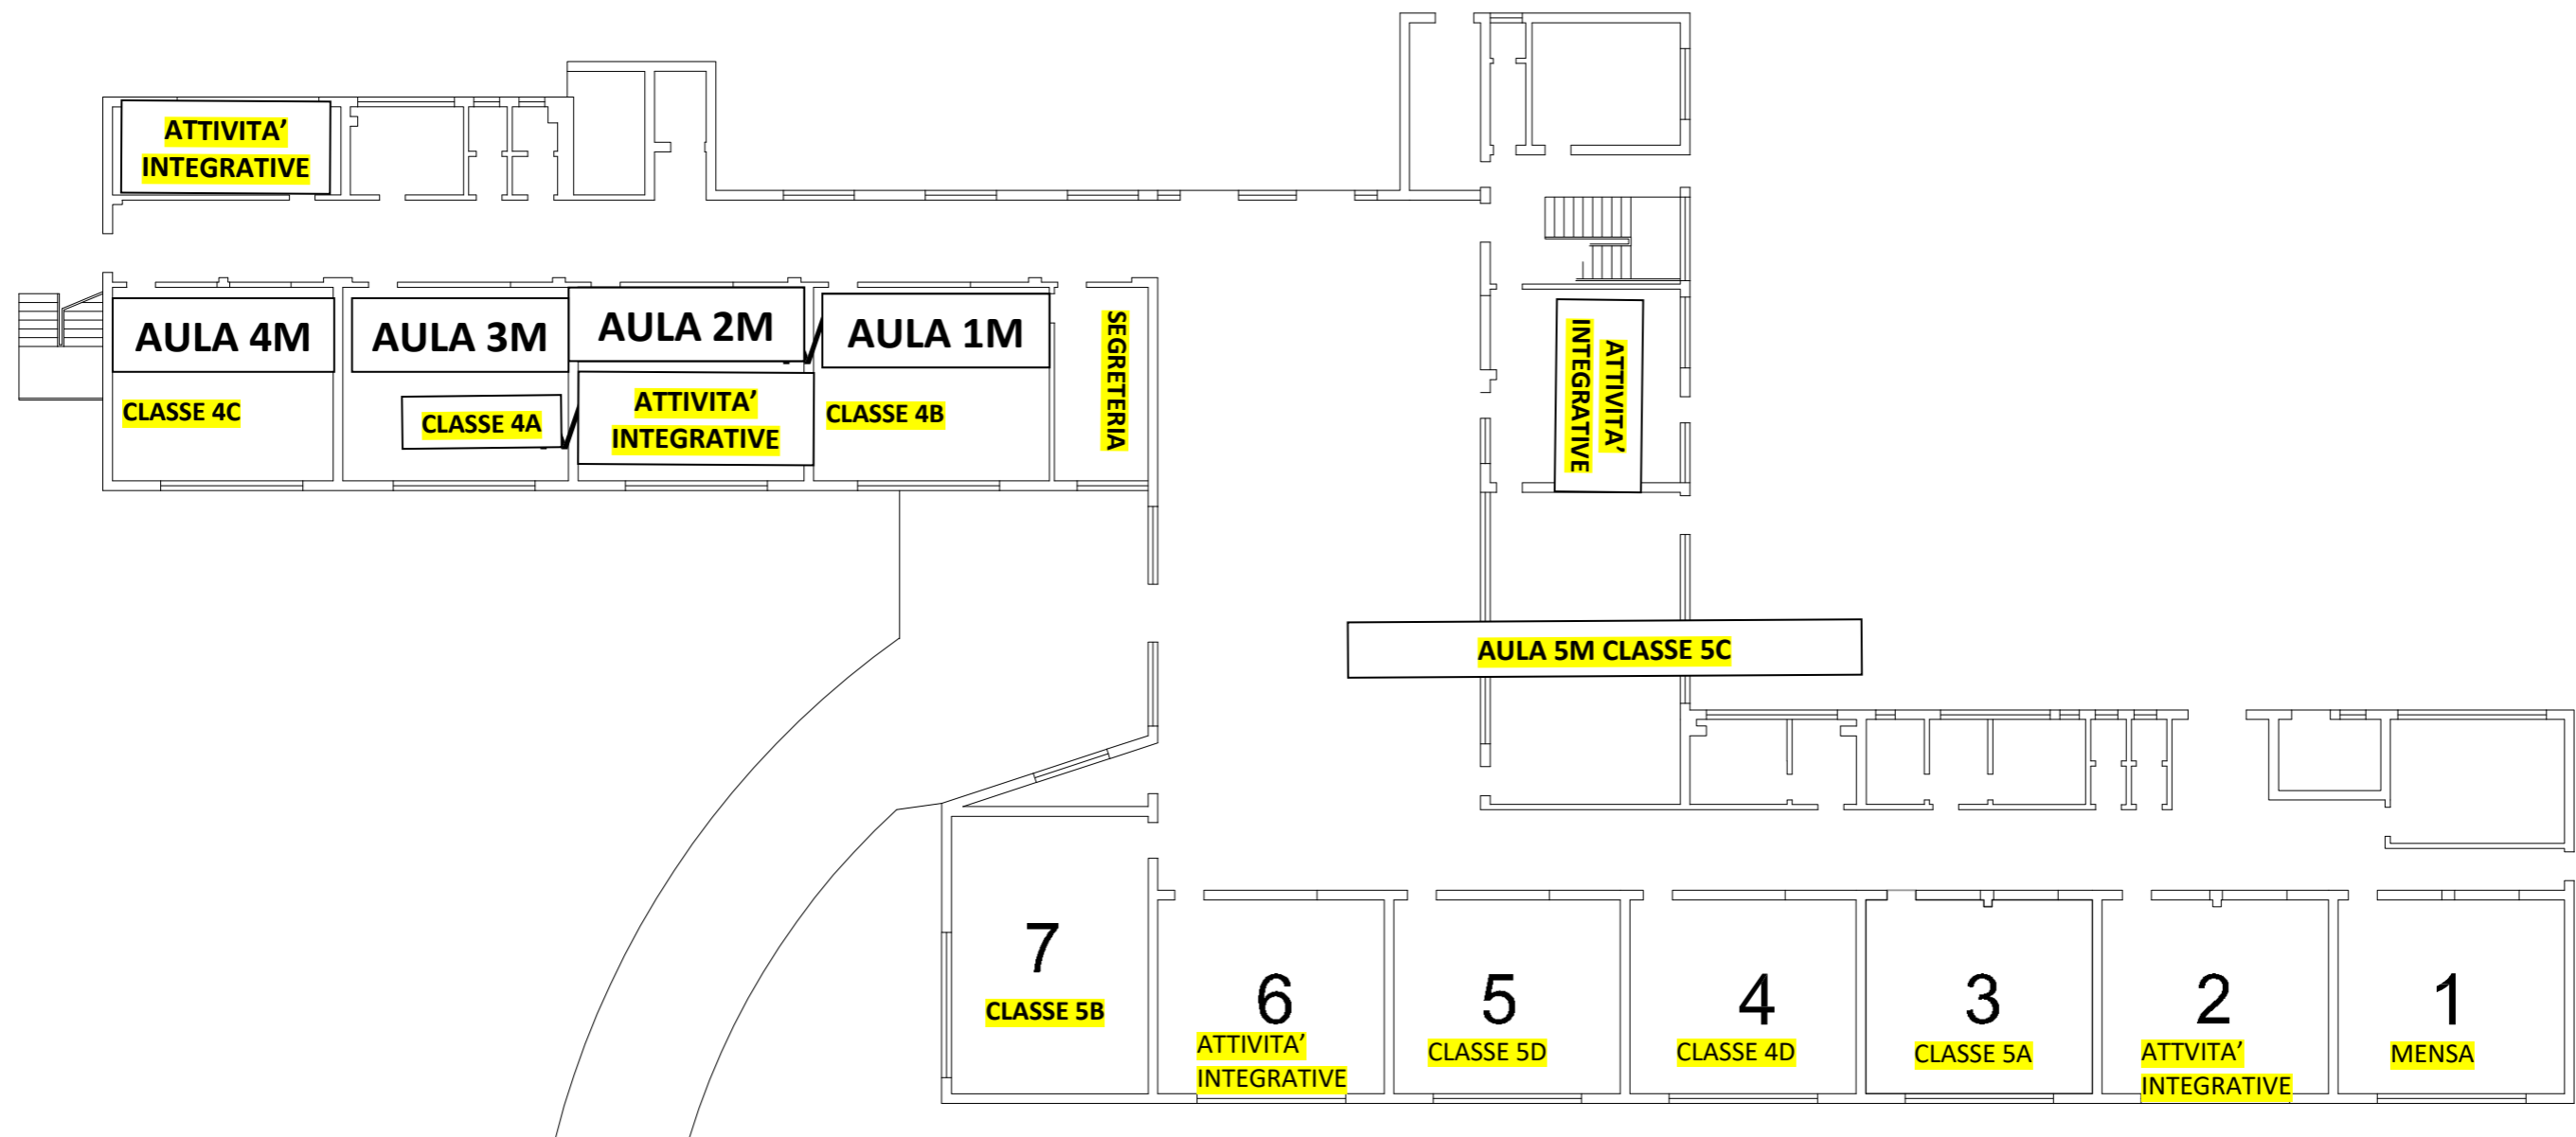 ATTIVITA’
INTEGRATIVE
AULA 4M
AULA 3M
AULA 2M
AULA 1M
SEGRETERIA
ATTIVITA’
INTEGRATIVE
CLASSE 4C
CLASSE 4A
ATTIVITA’
INTEGRATIVE
CLASSE 4B
AULA 5M CLASSE 5C
7
CLASSE 5B
6
ATTIVITA’
INTEGRATIVE
5
CLASSE 5D
4
CLASSE 4D
3
CLASSE 5A
2
ATTVITA’
INTEGRATIVE
1
MENSA